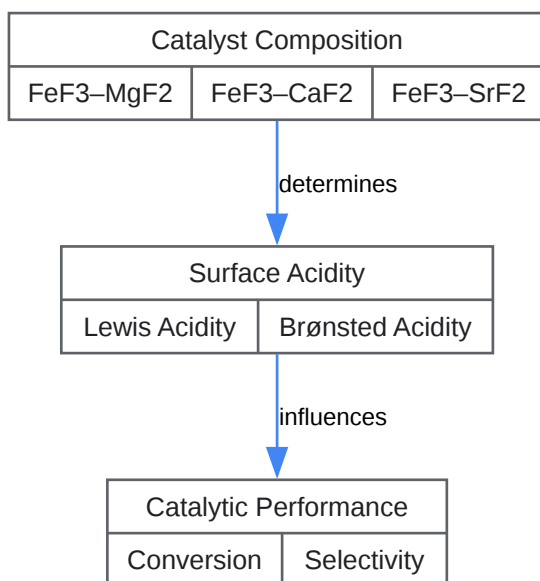 Catalyst Composition
FeF3–MgF2 FeF3–CaF2 FeF3–SrF2
determines
Surface Acidity
Lewis Acidity Brønsted Acidity
influences
Catalytic Performance
Conversion Selectivity